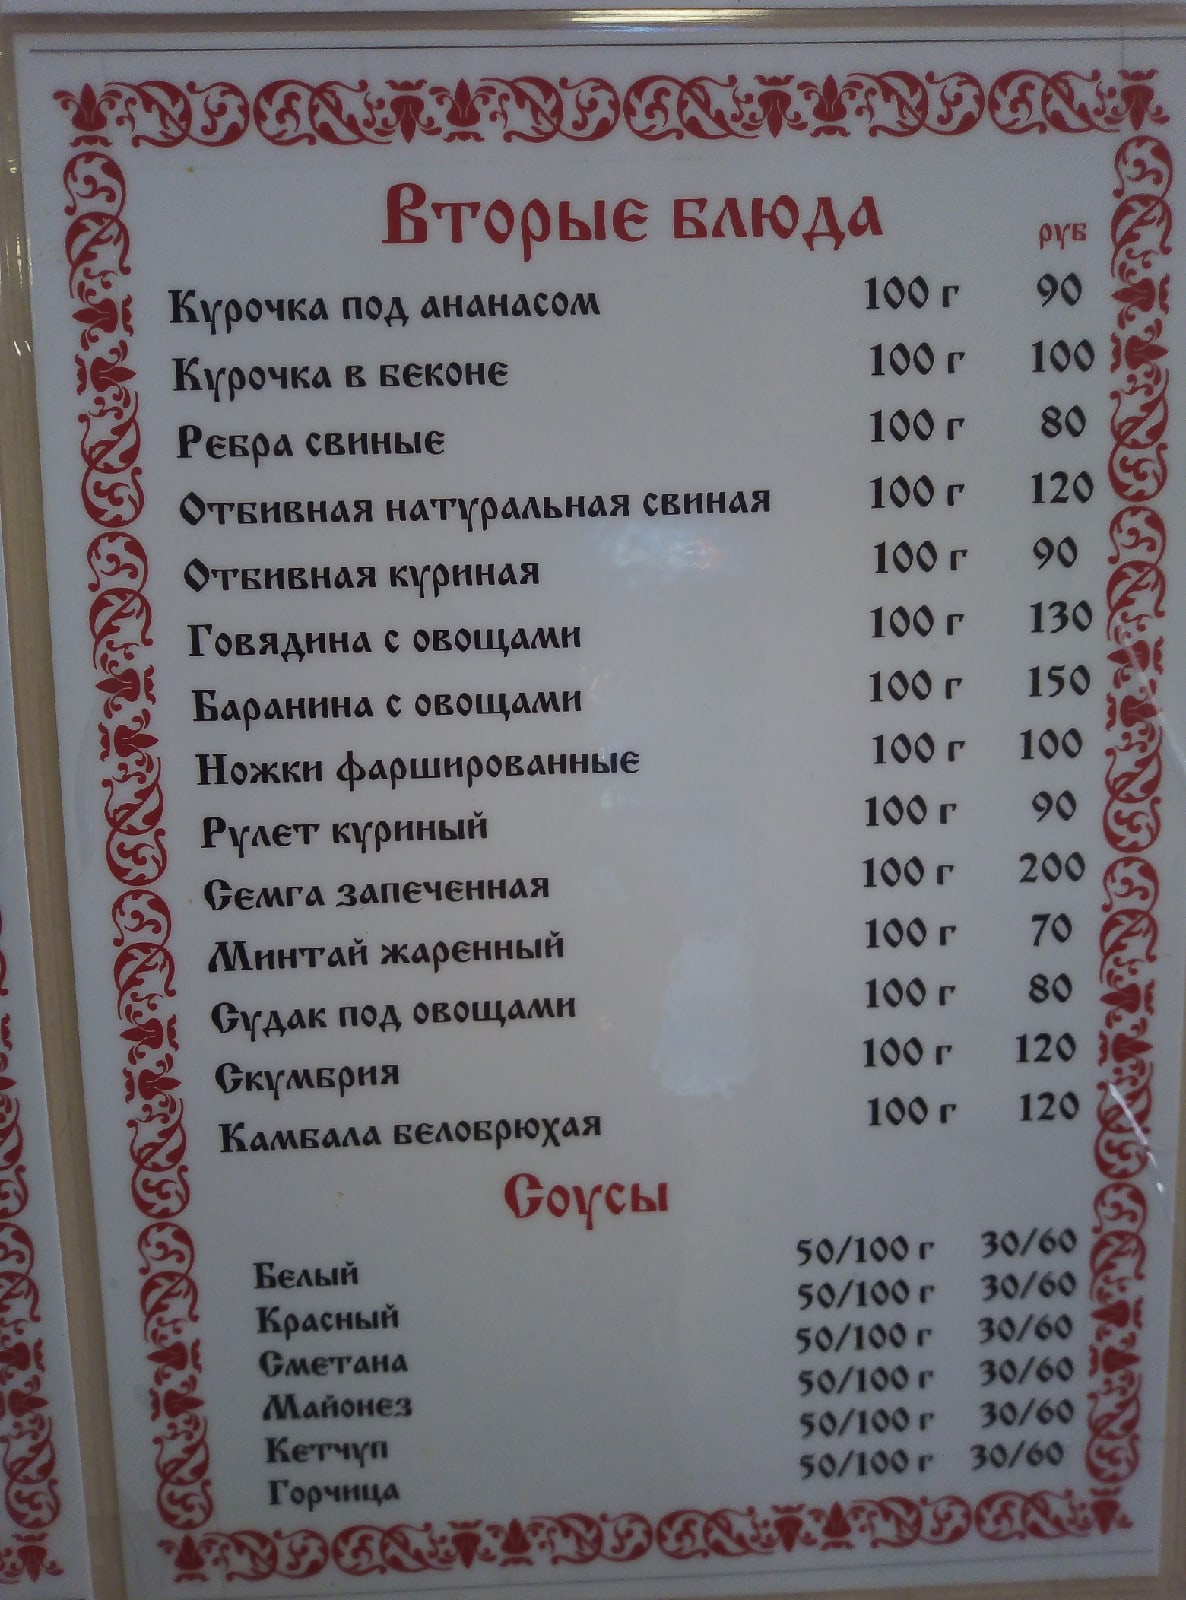 Вторые блюда
руб
Курочка под ананасом 100 г 90
Курочка в беконе 100 г 100
Ребра свиные 100 г 80
Отбивная натуральная свиная 100 г 120
Отбивная куриная 100 г 90
Говядина с овощами 100 г 130
Баранина с овощами 100 г 150
Ножки фаршированные 100 г 100
Рулет куриный 100 г 90
Семга запеченная 100 г 200
Минтай жаренный 100 г 70
Судак под овощами 100 г 80
Скумбрия 100 г 120
Камбала белобрюхая 100 г 120
Соусы
Белый 50/100 г 30/60
Красный 50/100 г 30/60
Сметана 50/100 г 30/60
Майонез 50/100 г 30/60
Кетчуп 50/100 г 30/60
Горчица 50/100 г 30/60